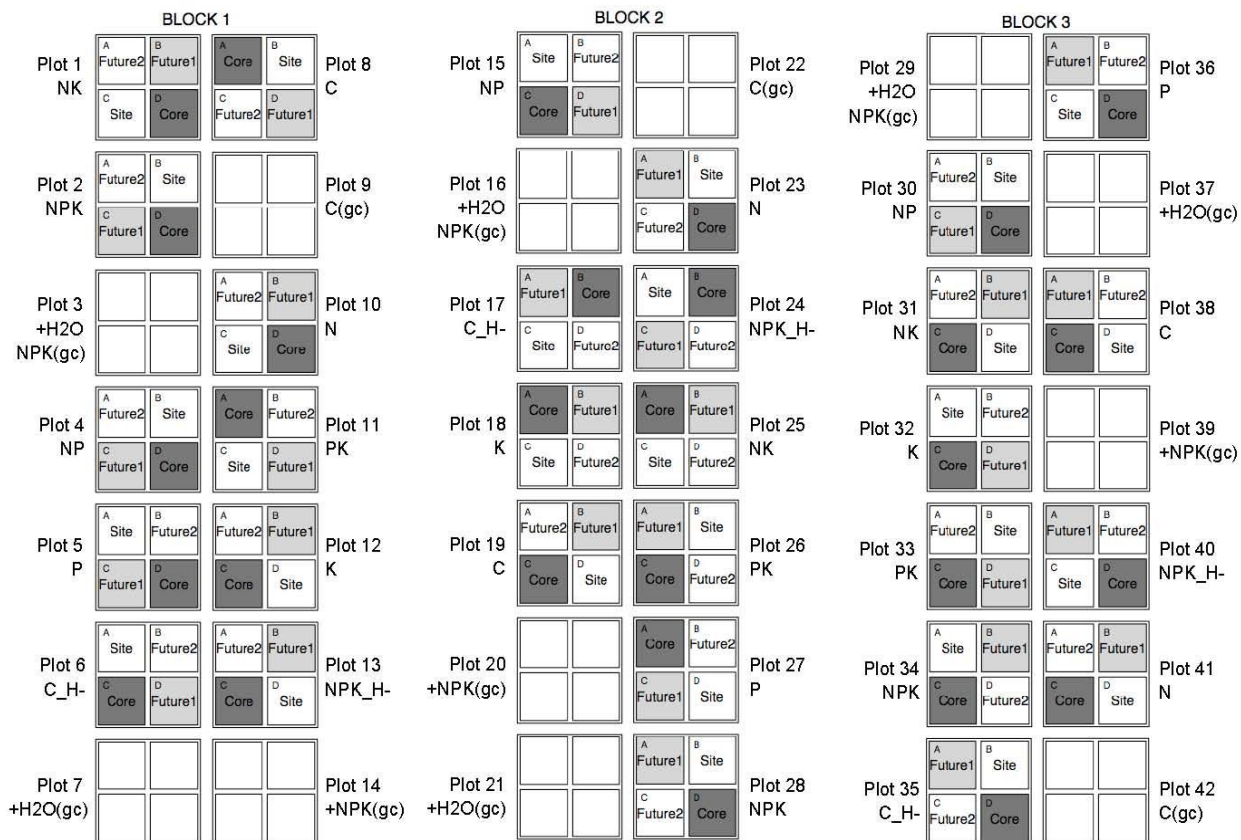 BLOCK 1
Plot 1
NK
A B
Future2 Future1
C D
Site Core
A B
Core Site
C D
Future2 Future1
Plot 8
C
Plot 2
NPK
A B
Future2 Site
C D
Future1 Core
Plot 9
C(gc)
Plot 3
+H2O
NPK(gc)
A B
Future2 Future1
C D
Site Core
Plot 10
N
Plot 4
NP
A B
Future2 Site
C D
Future1 Core
A B
Core Future2
C D
Site Future1
Plot 11
PK
Plot 5
P
A B
Site Future2
C D
Future1 Core
A B
Future2 Future1
C D
Core Site
Plot 12
K
Plot 6
C_H-
A B
Site Future2
C D
Core Future1
A B
Future2 Future1
C D
Core Site
Plot 13
NPK_H-
Plot 7
+H2O(gc)
Plot 14
+NPK(gc)
BLOCK 2
Plot 15
NP
A B
Site Future2
C D
Core Future1
Plot 22
C(gc)
Plot 16
+H2O
NPK(gc)
A B
Future1 Site
C D
Future2 Core
Plot 23
N
Plot 17
C_H-
A B
Future1 Core
C D
Site Future2
A B
Site Core
C D
Future1 Future2
Plot 24
NPK_H-
Plot 18
K
A B
Core Future1
C D
Site Future2
A B
Core Future1
C D
Site Future2
Plot 25
NK
Plot 19
C
A B
Future2 Future1
C D
Core Site
A B
Future1 Site
C D
Core Future2
Plot 26
PK
Plot 20
+NPK(gc)
A B
Core Future2
C D
Future1 Site
Plot 27
P
Plot 21
+H2O(gc)
A B
Future1 Site
C D
Future2 Core
Plot 28
NPK
BLOCK 3
Plot 29
+H2O
NPK(gc)
A B
Future1 Future2
C D
Site Core
Plot 36
P
Plot 30
NP
A B
Future2 Site
C D
Future1 Core
Plot 37
+H2O(gc)
Plot 31
NK
A B
Future2 Future1
C D
Core Site
A B
Future1 Future2
C D
Core Site
Plot 38
C
Plot 32
K
A B
Site Future2
C D
Core Future1
Plot 39
+NPK(gc)
Plot 33
PK
A B
Future2 Site
C D
Core Future1
A B
Future1 Future2
C D
Site Core
Plot 40
NPK_H-
Plot 34
NPK
A B
Site Future1
C D
Core Future2
A B
Future2 Future1
C D
Core Site
Plot 41
N
Plot 35
C_H-
A B
Future1 Site
C D
Future2 Core
Plot 42
C(gc)